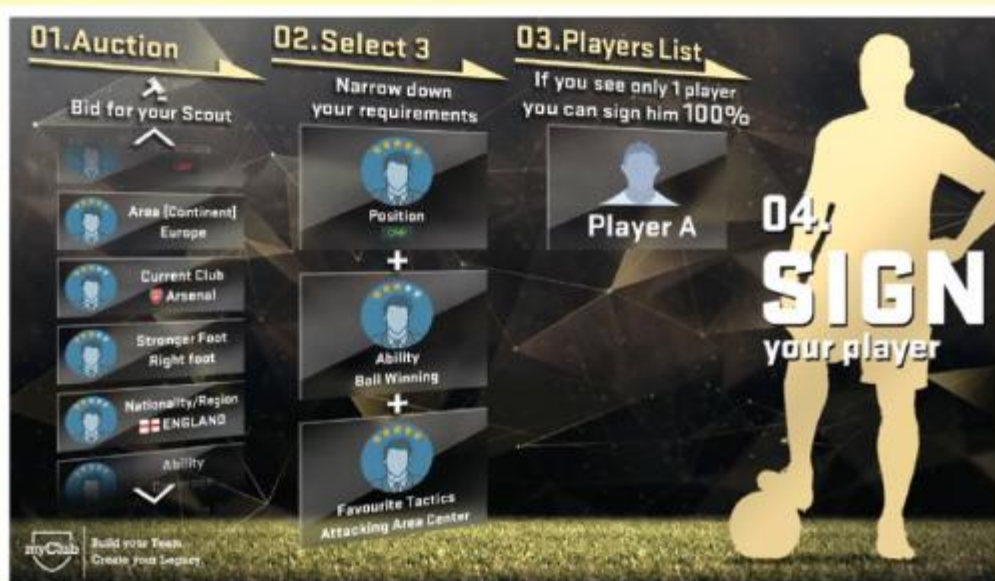 01.Auction
Bid for your Scout
Area (Continent)
Europe
Current Club
Arsenal
Stronger Foot
Right foot
Nationality/Region
ENGLAND
Ability
02.Select 3
Narrow down
your requirements
Position
CMF
+
Ability
Ball Winning
+
Favourite Tactics
Attacking Area Center
03.Players List
If you see only 1 player
you can sign him 100%
Player A
04.
SIGN
your player
myClub
Build your Team
Create your Legacy